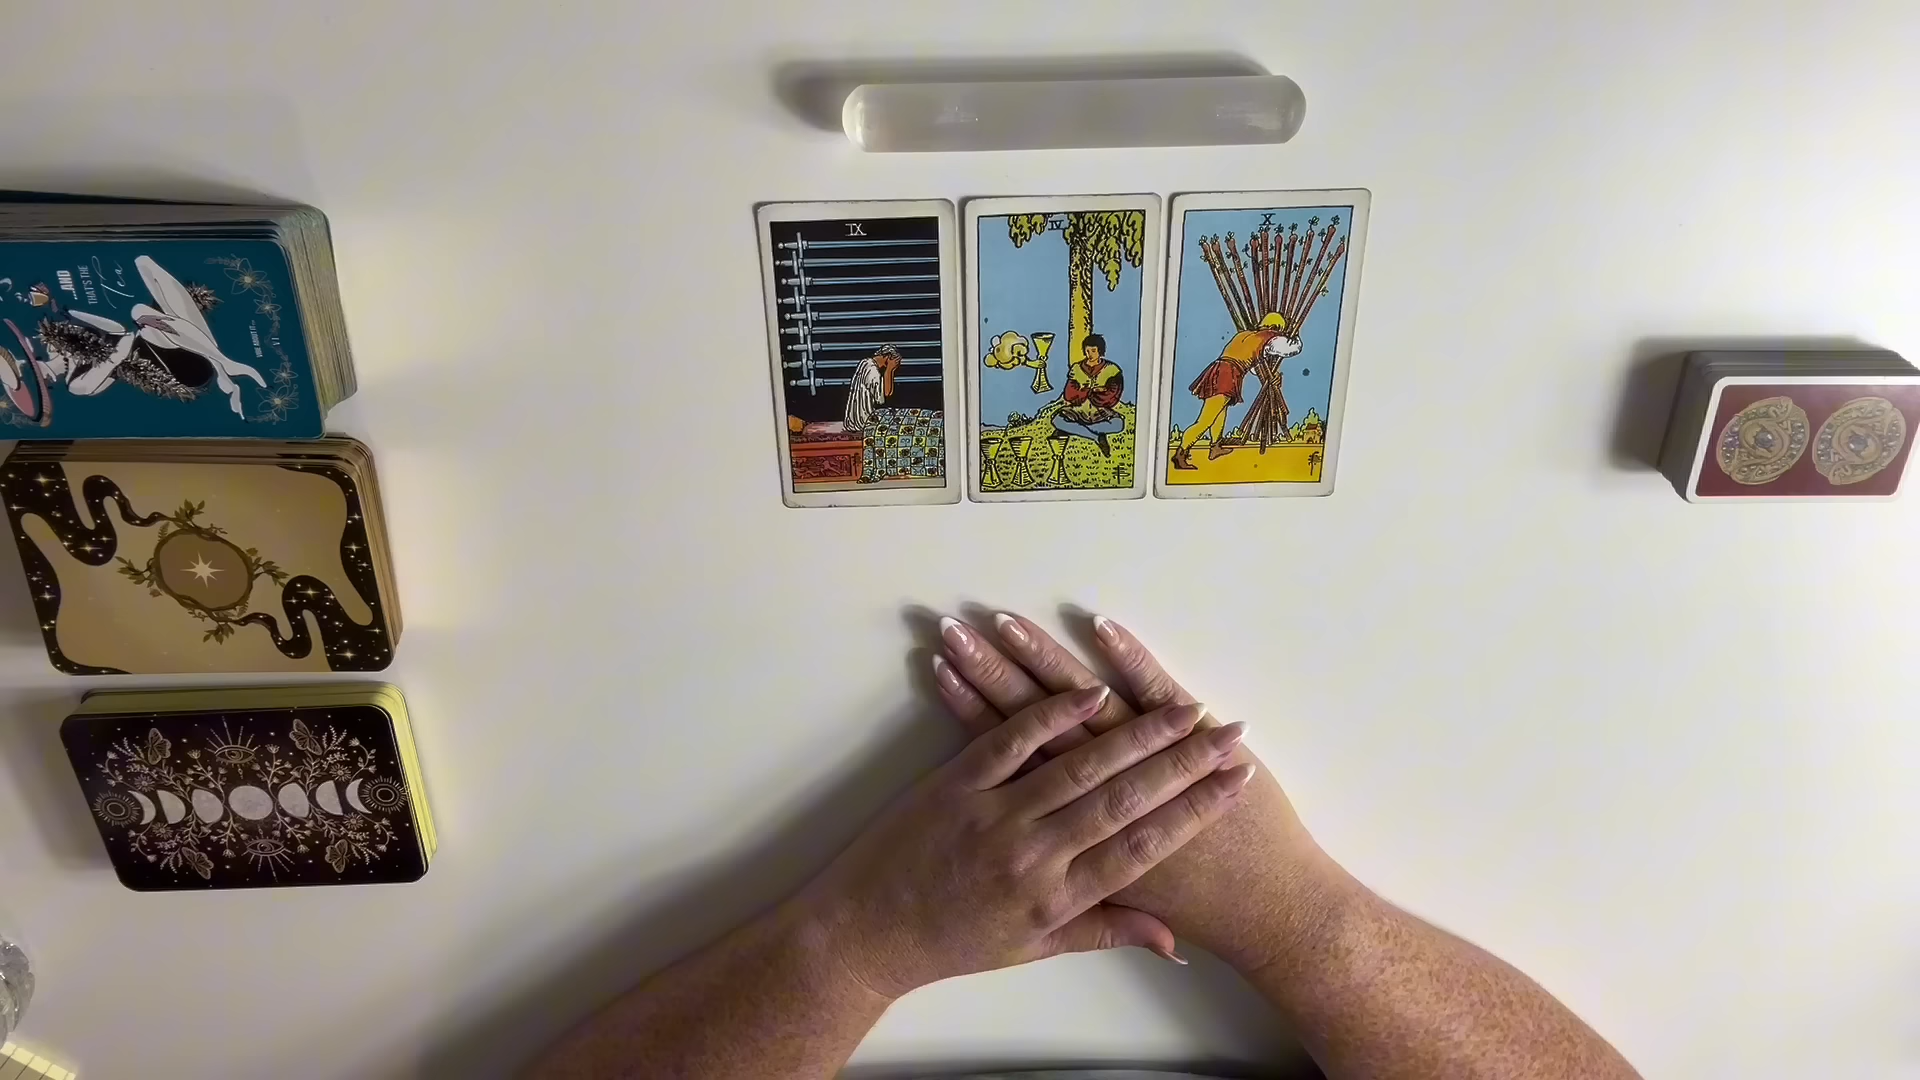 ...AND
THAT'S THE
Tea
IX
IV
X